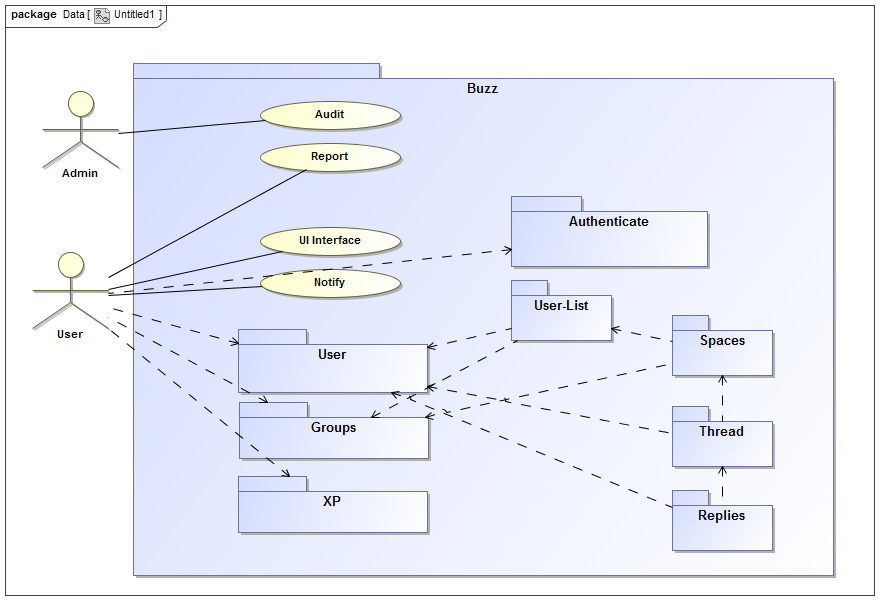 package Data [ Untitled1 ]
Buzz
Audit
Admin
Report
Authenticate
UI Interface
Notify
User-List
User
User
Spaces
Groups
Thread
XP
Replies